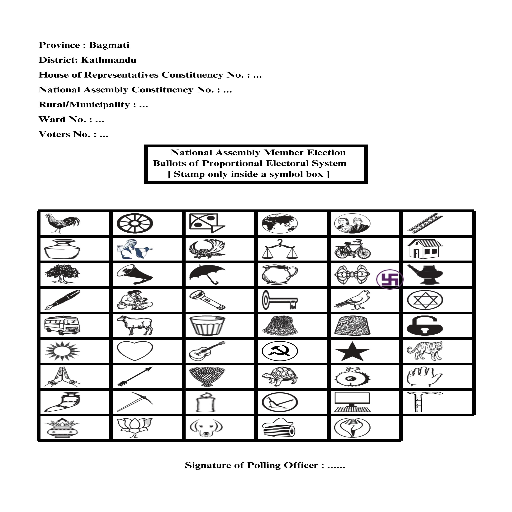 Province : Bagmati
District: Kathmandu
House of Representatives Constituency No. : ...
National Assembly Constituency No. : ...
Rural/Municipality : ...
Ward No. : ...
Voters No. : ...
National Assembly Member Election
Ballots of Proportional Electoral System
[ Stamp only inside a symbol box ]
Signature of Polling Officer : ......